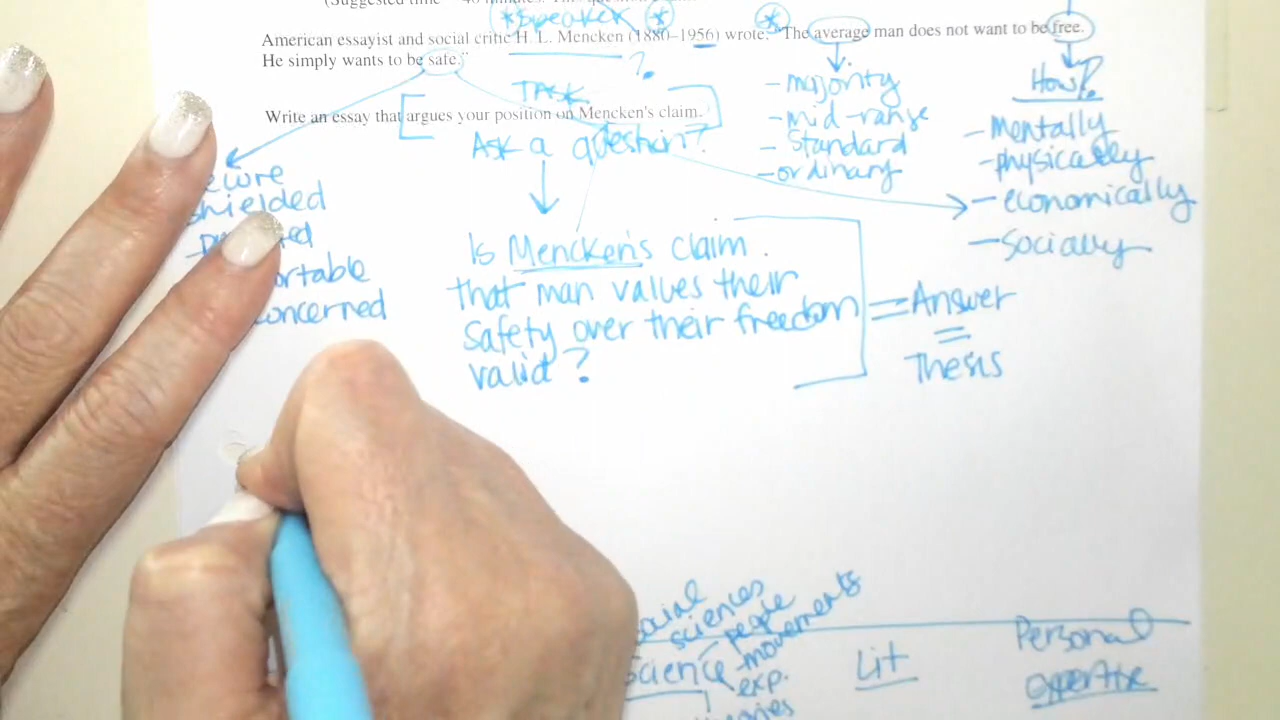 *Speaker *
American essayist and social critic H. L. Mencken (1880–1956) wrote: * "The average man does not want to be free.
He simply wants to be safe."
?
TASK
Write an essay that argues your position on Mencken's claim.
Ask a question?
- majority
- mid-range
- Standard
- ordinary
How?
- mentally
- physically
- economically
- Socially
shielded
Is Mencken's claim
that man values their
safety over their freedom
valid?
= Answer
=
Thesis
sciences
- people
- movements
Science
exp.
Lit
Personal
expertise